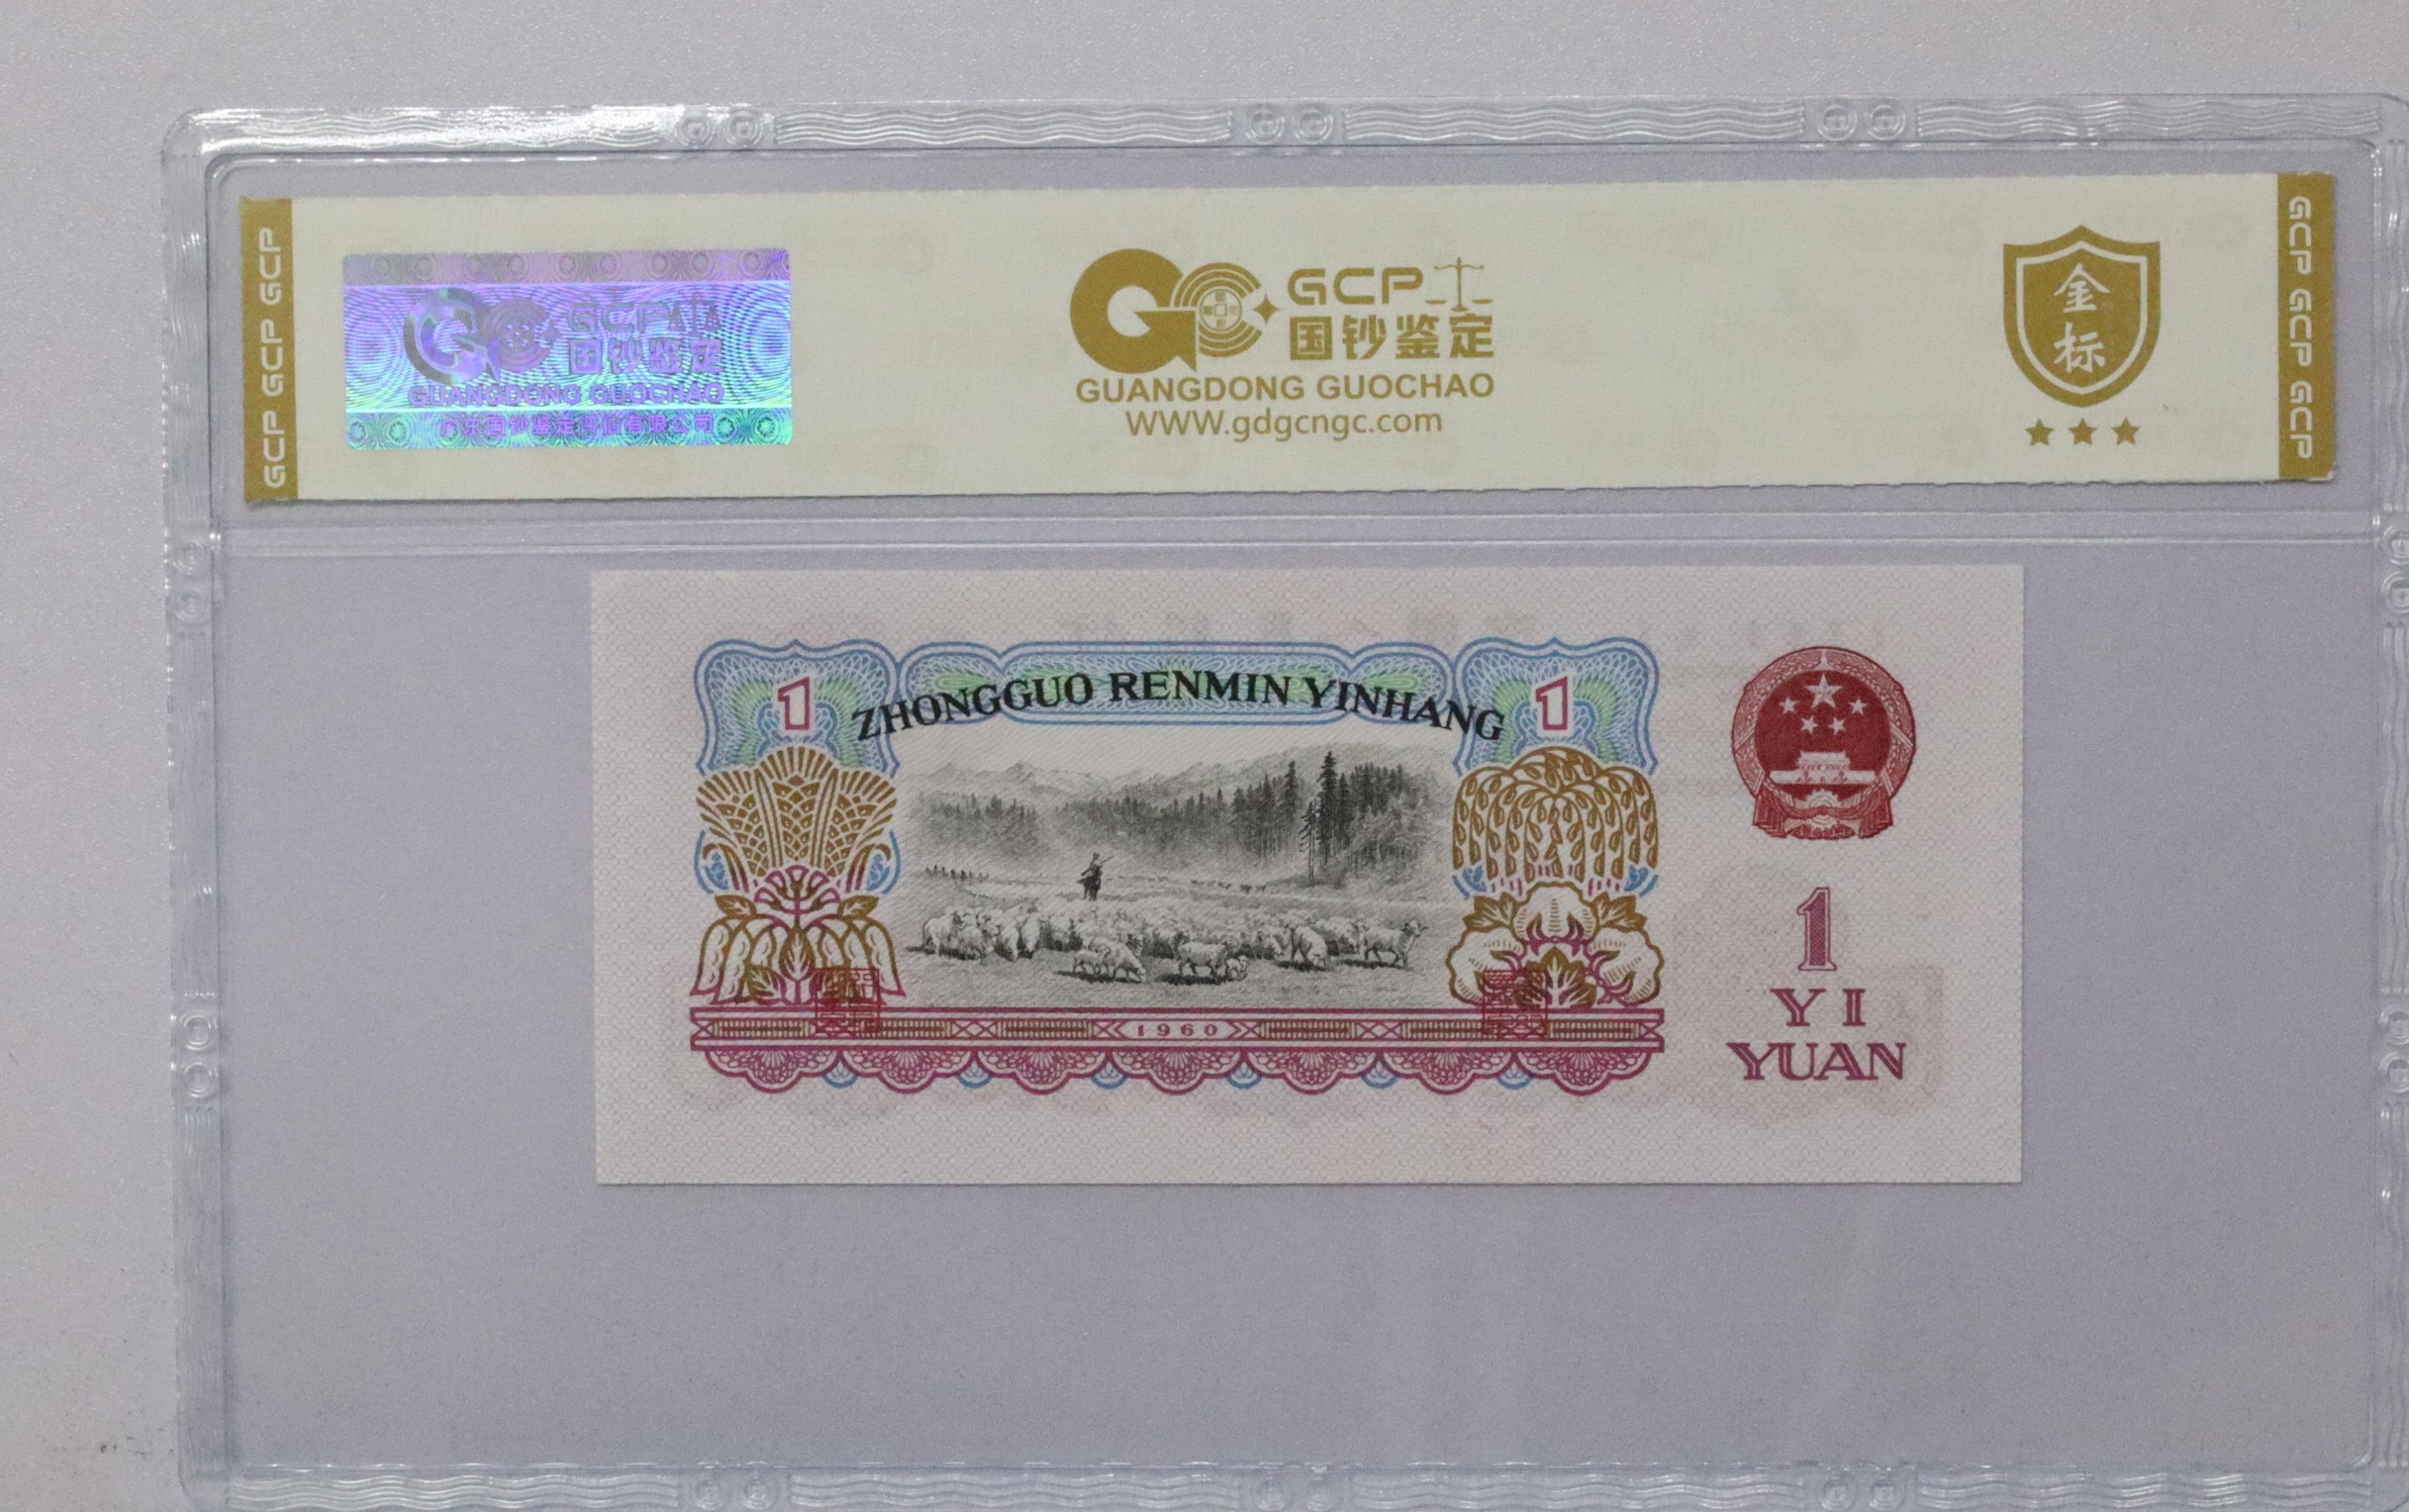 GCP GCP GCP
GCP
国钞鉴定
GUANGDONG GUOCHAO
广东国钞鉴定评估有限公司
GCP
国钞鉴定
GUANGDONG GUOCHAO
WWW.gdgcngc.com
金
标
GCP GCP GCP
1
ZHONGGUO RENMIN YINHANG
1
1960
1
YI
YUAN